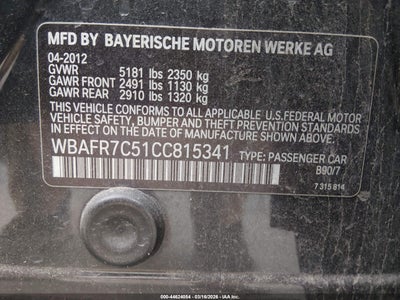 MFD BY BAYERISCHE MOTOREN WERKE AG
04-2012
GVWR 5181 lbs 2350 kg
GAWR FRONT 2491 lbs 1130 kg
GAWR REAR 2910 lbs 1320 kg
THIS VEHICLE CONFORMS TO ALL APPLICABLE U.S.FEDERAL MOTOR
VEHICLE SAFETY, BUMPER AND THEFT PREVENTION STANDARDS
IN EFFECT ON THE DATE OF MANUFACTURE SHOWN ABOVE.
WBAFR7C51CC815341 TYPE: PASSENGER CAR
B90/7
7 315 814
000-44624054 - 03/16/2026 - IAA Inc.